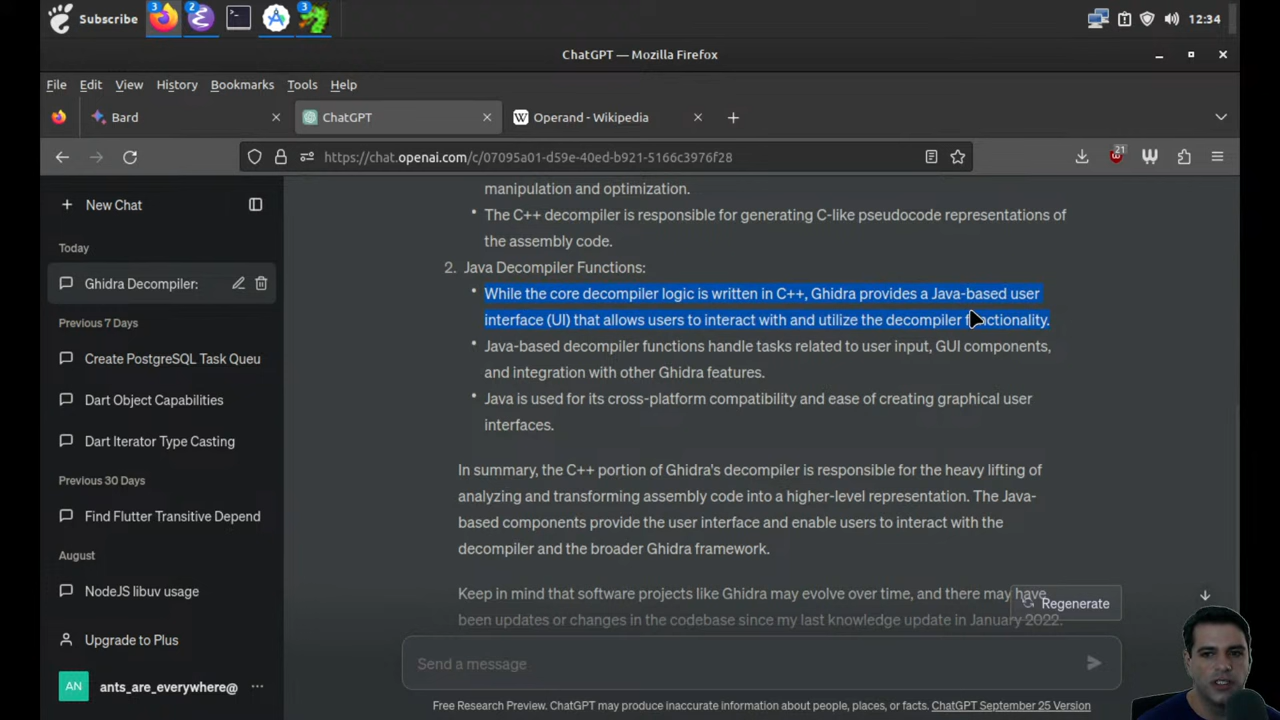 Subscribe
3
2
3
12:34
ChatGPT — Mozilla Firefox
File Edit View History Bookmarks Tools Help
Bard
ChatGPT
Operand - Wikipedia
https://chat.openai.com/c/07095a01-d59e-40ed-b921-5166c3976f28
21
New Chat
Today
Ghidra Decompiler:
Previous 7 Days
Create PostgreSQL Task Queu
Dart Object Capabilities
Dart Iterator Type Casting
Previous 30 Days
Find Flutter Transitive Depend
August
NodeJS libuv usage
Upgrade to Plus
AN
ants_are_everywhere@
manipulation and optimization.
• The C++ decompiler is responsible for generating C-like pseudocode representations of
the assembly code.
2. Java Decompiler Functions:
• While the core decompiler logic is written in C++, Ghidra provides a Java-based user
interface (UI) that allows users to interact with and utilize the decompiler functionality.
• Java-based decompiler functions handle tasks related to user input, GUI components,
and integration with other Ghidra features.
• Java is used for its cross-platform compatibility and ease of creating graphical user
interfaces.
In summary, the C++ portion of Ghidra's decompiler is responsible for the heavy lifting of
analyzing and transforming assembly code into a higher-level representation. The Java-
based components provide the user interface and enable users to interact with the
decompiler and the broader Ghidra framework.
Keep in mind that software projects like Ghidra may evolve over time, and there may have
been updates or changes in the codebase since my last knowledge update in January 2022.
Regenerate
Send a message
Free Research Preview. ChatGPT may produce inaccurate information about people, places, or facts. ChatGPT September 25 Version